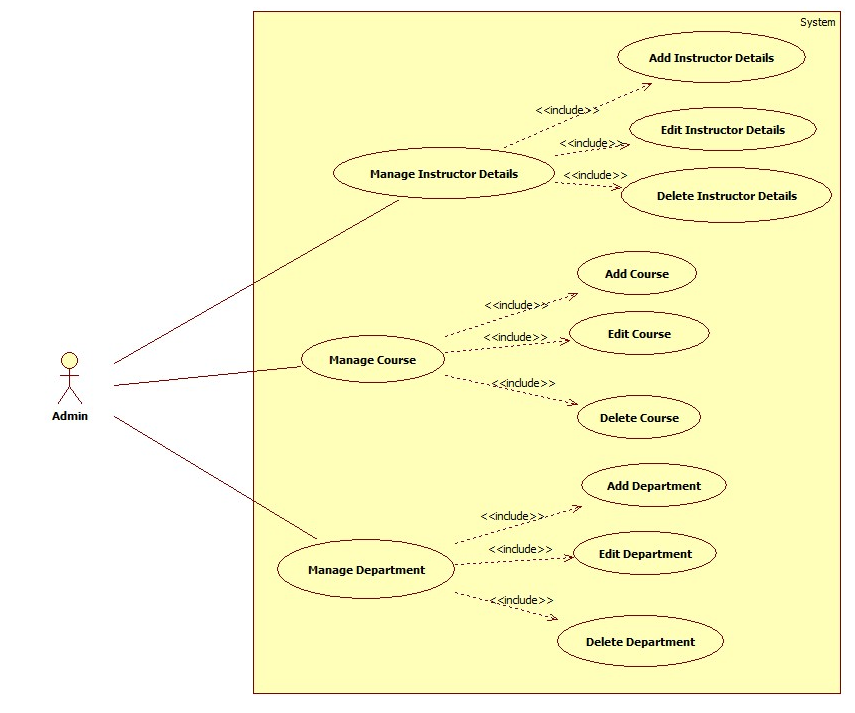 System
Add Instructor Details
<<include>>
Edit Instructor Details
<<include>>
Manage Instructor Details
<<include>>
Delete Instructor Details
Add Course
<<include>>
Edit Course
<<include>>
Manage Course
<<include>>
Delete Course
Admin
Add Department
<<include>>
Edit Department
<<include>>
Manage Department
<<include>>
Delete Department